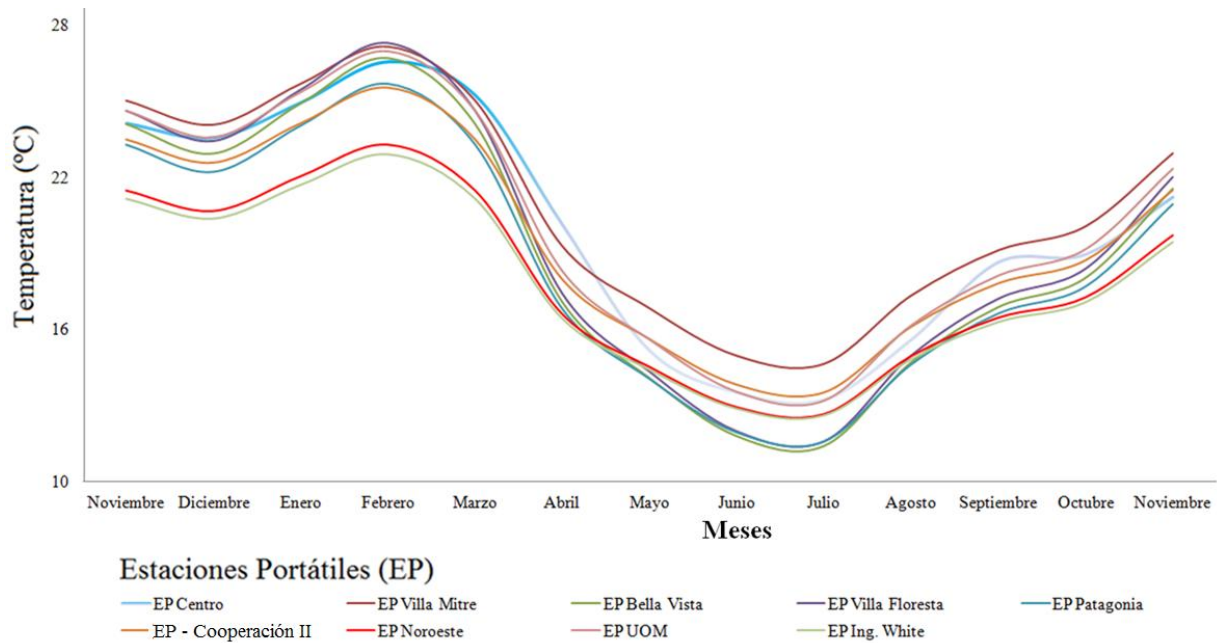 28
22
16
10
Temperatura (ºC)
Noviembre Diciembre Enero Febrero Marzo Abril Mayo Junio Julio Agosto Septiembre Octubre Noviembre
Meses
Estaciones Portátiles (EP)
EP Centro EP Villa Mitre EP Bella Vista EP Villa Floresta EP Patagonia
EP - Cooperación II EP Noroeste EP UOM EP Ing. White